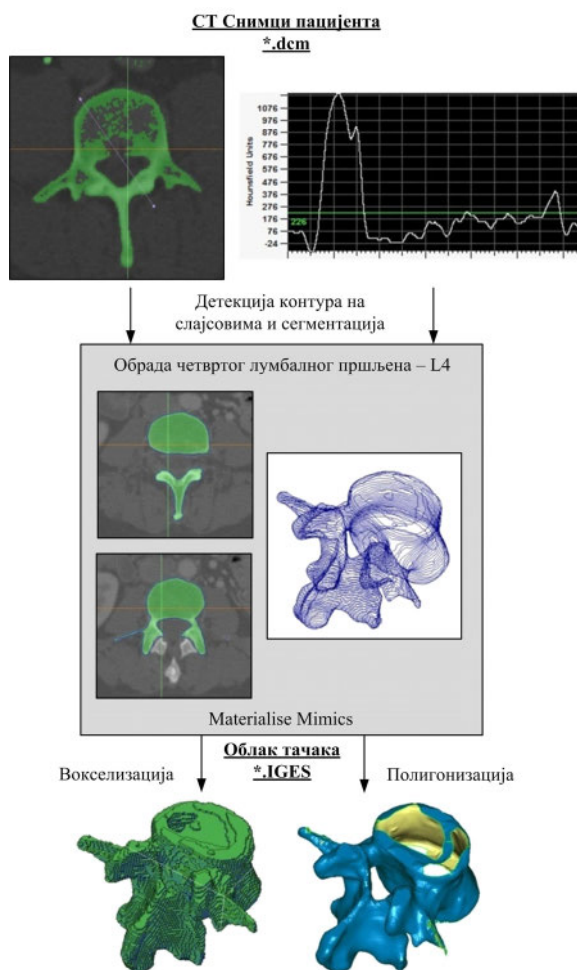 СТ Снимци пацијента
*.dcm
Hounsfield Units
1076
976
876
776
676
576
476
376
276
176
76
-24
226
Детекција контура на
слајсовима и сегментација
Обрада четвртог лумбалног пршљена – L4
Materialise Mimics
Облак тачака
*.IGES
Вокселизација
Полигонизација